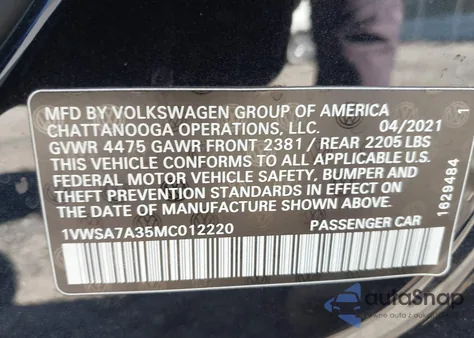 MFD BY VOLKSWAGEN GROUP OF AMERICA
CHATTANOOGA OPERATIONS, LLC. 04/2021
GVWR 4475 GAWR FRONT 2381 / REAR 2205 LBS
THIS VEHICLE CONFORMS TO ALL APPLICABLE U.S.
FEDERAL MOTOR VEHICLE SAFETY, BUMPER AND
THEFT PREVENTION STANDARDS IN EFFECT ON
THE DATE OF MANUFACTURE SHOWN ABOVE.
1VWSA7A35MC012220 PASSENGER CAR
1
1629484
autoSnap